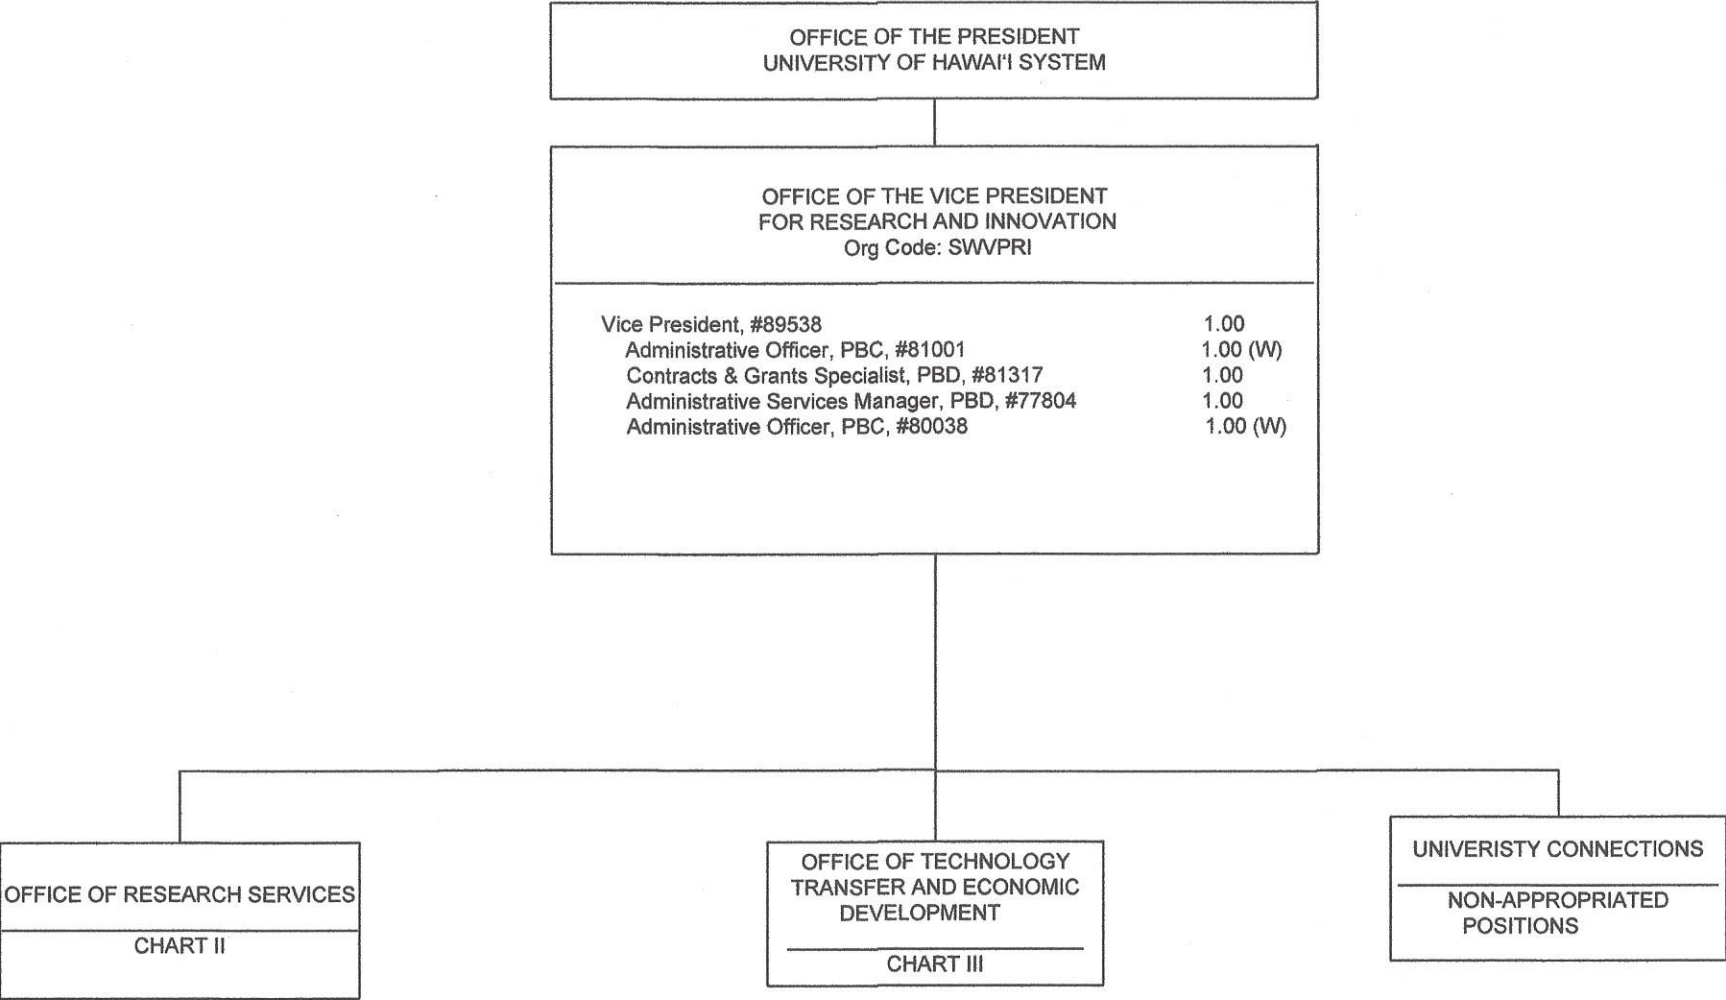 OFFICE OF THE PRESIDENT
UNIVERSITY OF HAWAI‘I SYSTEM
OFFICE OF THE VICE PRESIDENT
FOR RESEARCH AND INNOVATION
Org Code: SWVPRI
Vice President, #89538 1.00
Administrative Officer, PBC, #81001 1.00 (W)
Contracts & Grants Specialist, PBD, #81317 1.00
Administrative Services Manager, PBD, #77804 1.00
Administrative Officer, PBC, #80038 1.00 (W)
OFFICE OF RESEARCH SERVICES
CHART II
OFFICE OF TECHNOLOGY
TRANSFER AND ECONOMIC
DEVELOPMENT
CHART III
UNIVERISTY CONNECTIONS
NON-APPROPRIATED
POSITIONS